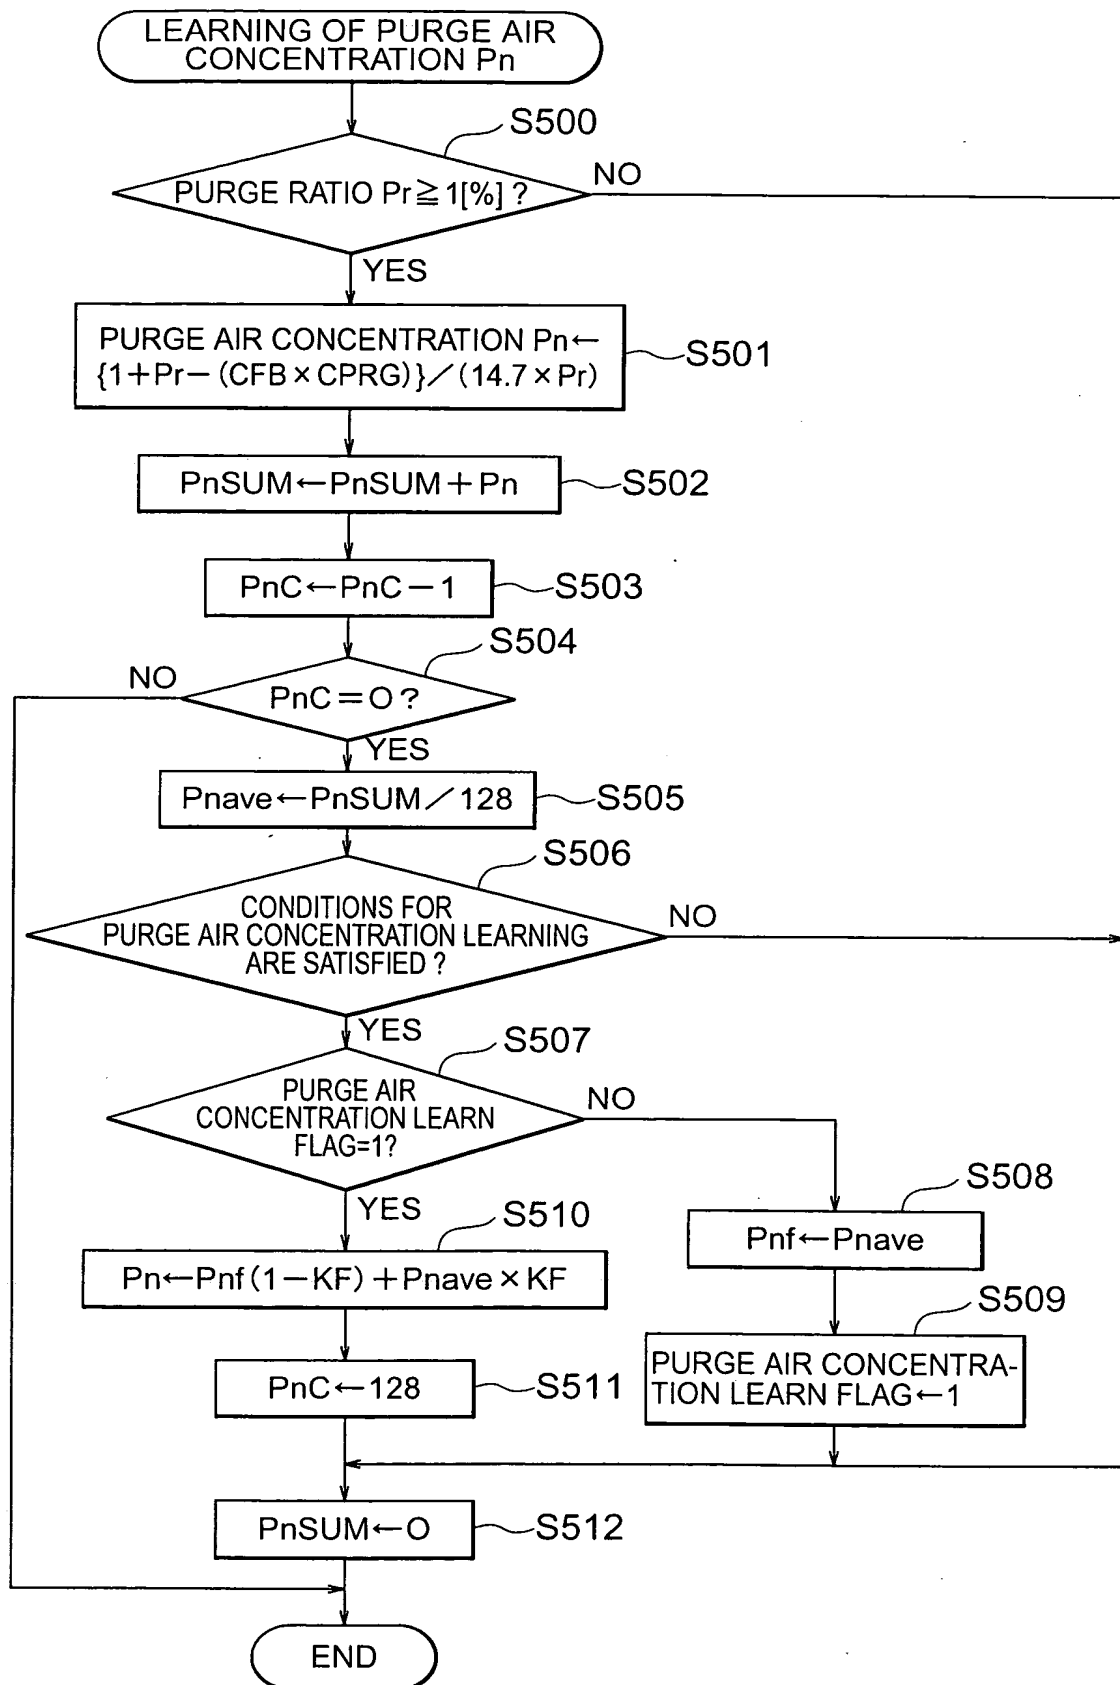 LEARNING OF PURGE AIR
CONCENTRATION Pn
S500
PURGE RATIO Pr≧1[%] ?
NO
YES
PURGE AIR CONCENTRATION Pn←
{1+Pr−(CFB×CPRG)}/(14.7×Pr)
S501
PnSUM←PnSUM+Pn
S502
PnC←PnC−1
S503
S504
NO
PnC=O?
YES
Pnave←PnSUM/128
S505
S506
CONDITIONS FOR
PURGE AIR CONCENTRATION LEARNING
ARE SATISFIED ?
NO
YES
S507
PURGE AIR
CONCENTRATION LEARN
FLAG=1?
NO
YES
S508
Pnf←Pnave
S510
Pn←Pnf(1−KF)+Pnave×KF
S509
PURGE AIR CONCENTRA-
TION LEARN FLAG←1
PnC←128
S511
PnSUM←O
S512
END